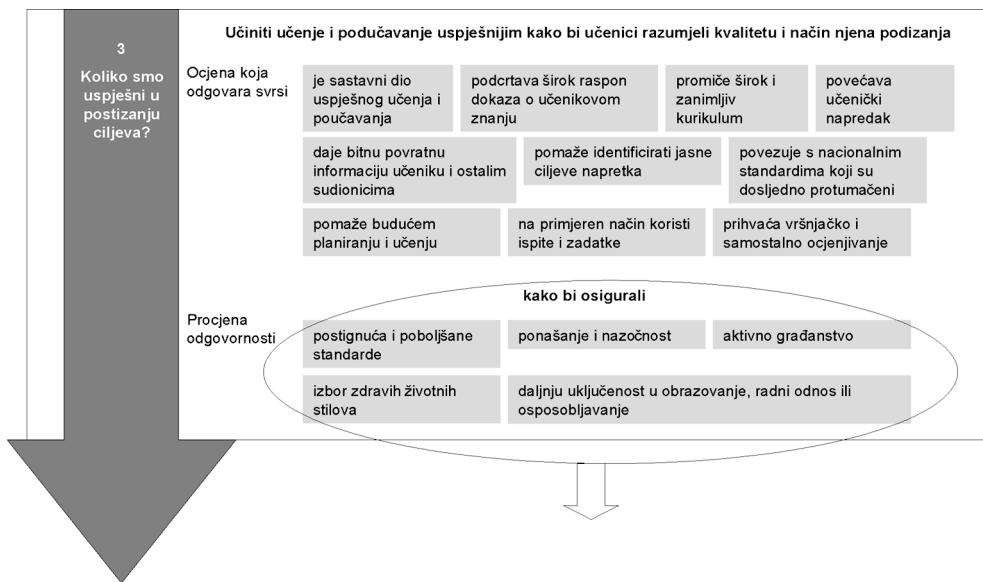 3
Koliko smo
uspješni u
postizanju
ciljeva?
Učiniti učenje i podučavanje uspješnijim kako bi učenici razumjeli kvalitetu i način njena podizanja
Ocjena koja
odgovara svrsi
je sastavni dio
uspješnog učenja i
poučavanja
podcrtava širok raspon
dokaza o učenikovom
znanju
promiče širok i
zanimljiv
kurikulum
povećava
učenički
napredak
daje bitnu povratnu
informaciju učeniku i ostalim
sudionicima
pomaže identificirati jasne
ciljeve napretka
povezuje s nacionalnim
standardima koji su
dosljedno protumačeni
pomaže budućem
planiranju i učenju
na primjeren način koristi
ispite i zadatke
prihvaća vršnjačko i
samostalno ocjenjivanje
kako bi osigurali
Procjena
odgovornosti
postignuća i poboljšane
standarde
ponašanje i nazočnost
aktivno građanstvo
izbor zdravih životnih
stilova
daljnju uključenost u obrazovanje, radni odnos ili
osposobljavanje